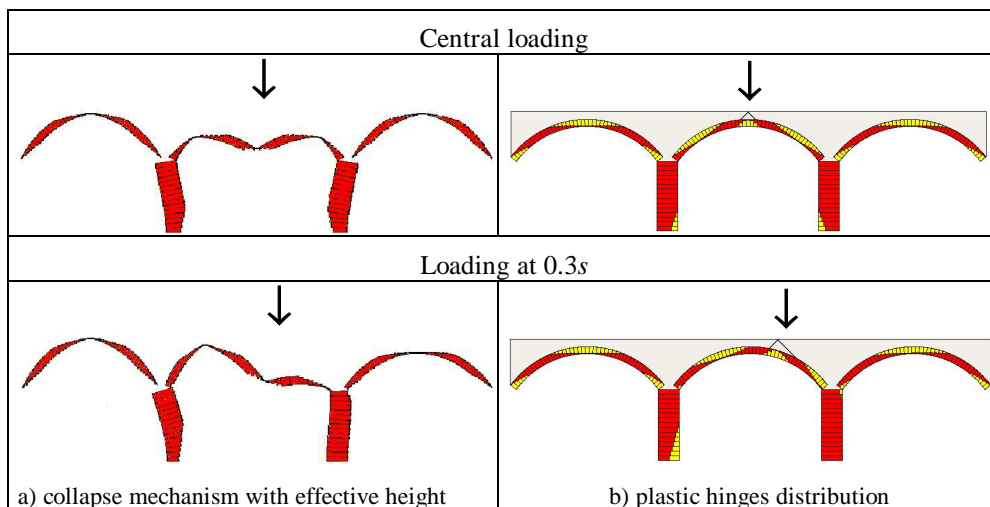 Central loading
Loading at 0.3s
a) collapse mechanism with effective height
b) plastic hinges distribution